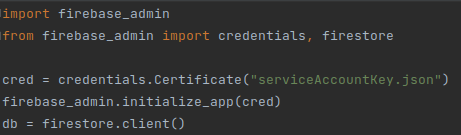 import firebase_admin
from firebase_admin import credentials, firestore
cred = credentials.Certificate("serviceAccountKey.json")
firebase_admin.initialize_app(cred)
db = firestore.client()